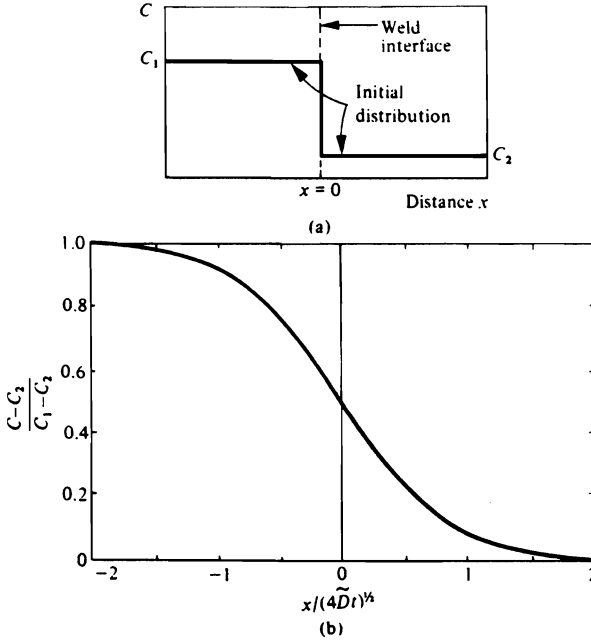 C
Weld
interface
C₁
Initial
distribution
C₂
x = 0
Distance x
(a)
1.0
0.8
0.6
0.4
0.2
0
C−C₂
C₁−C₂
−2 −1 0 1 2
x/(4D̃t)^½
(b)